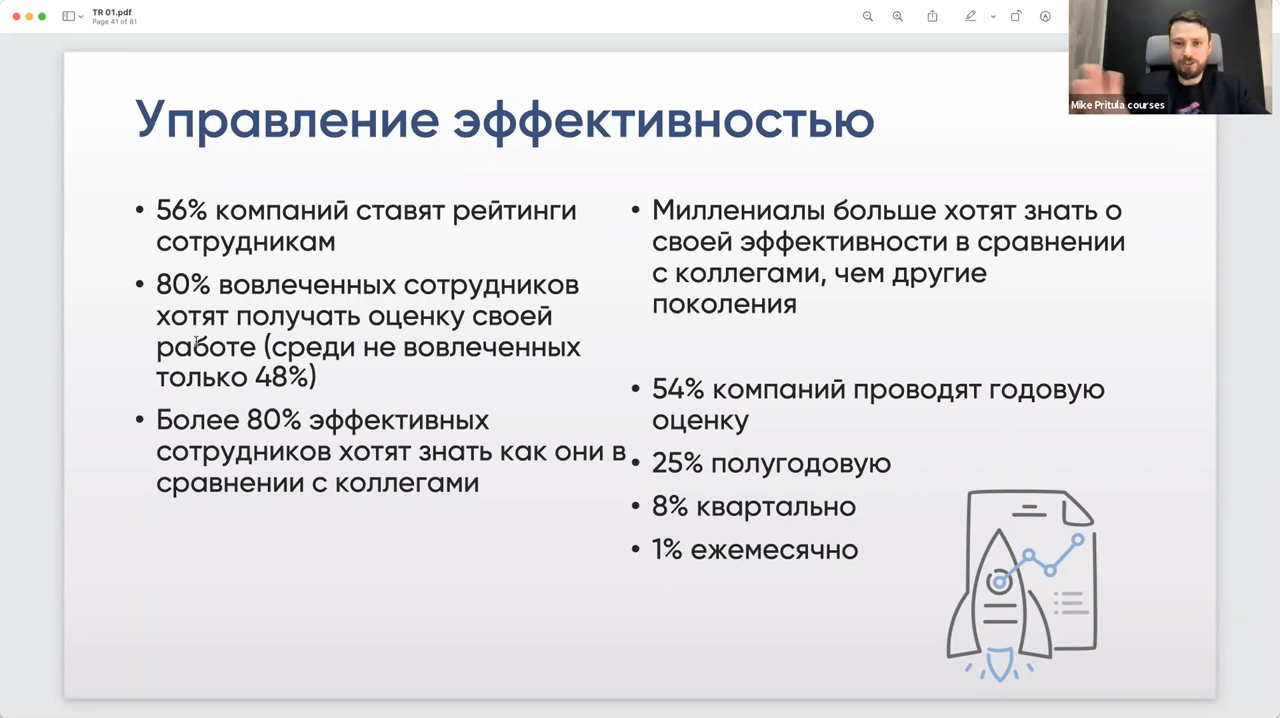 TR 01.pdf
Page 41 of 81
Mike Pritula courses
Управление эффективностью
• 56% компаний ставят рейтинги
сотрудникам
• 80% вовлеченных сотрудников
хотят получать оценку своей
работе (среди не вовлеченных
только 48%)
• Более 80% эффективных
сотрудников хотят знать как они в
сравнении с коллегами
• Миллениалы больше хотят знать о
своей эффективности в сравнении
с коллегами, чем другие
поколения
• 54% компаний проводят годовую
оценку
• 25% полугодовую
• 8% квартально
• 1% ежемесячно